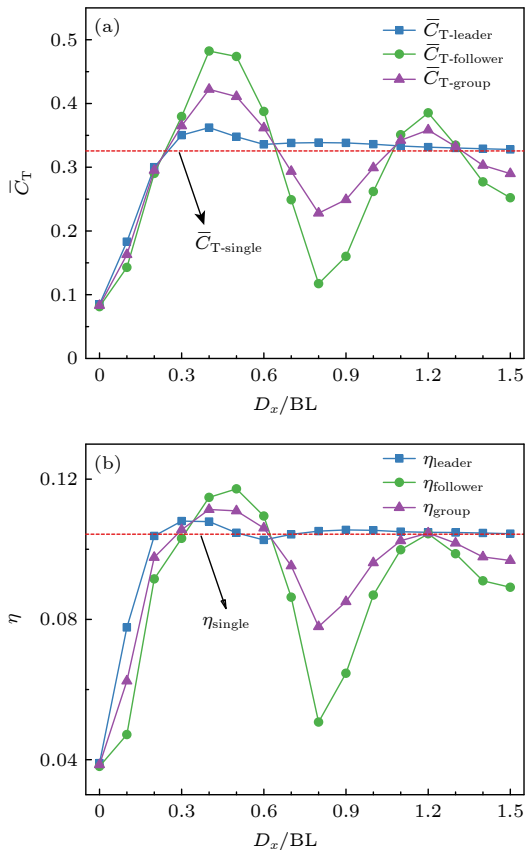 (a)
C̅T-leader
C̅T-follower
C̅T-group
C̅T-single
C̅T
0.5
0.4
0.3
0.2
0.1
0
0 0.3 0.6 0.9 1.2 1.5
Dx/BL
(b)
ηleader
ηfollower
ηgroup
ηsingle
η
0.12
0.08
0.04
0 0.3 0.6 0.9 1.2 1.5
Dx/BL